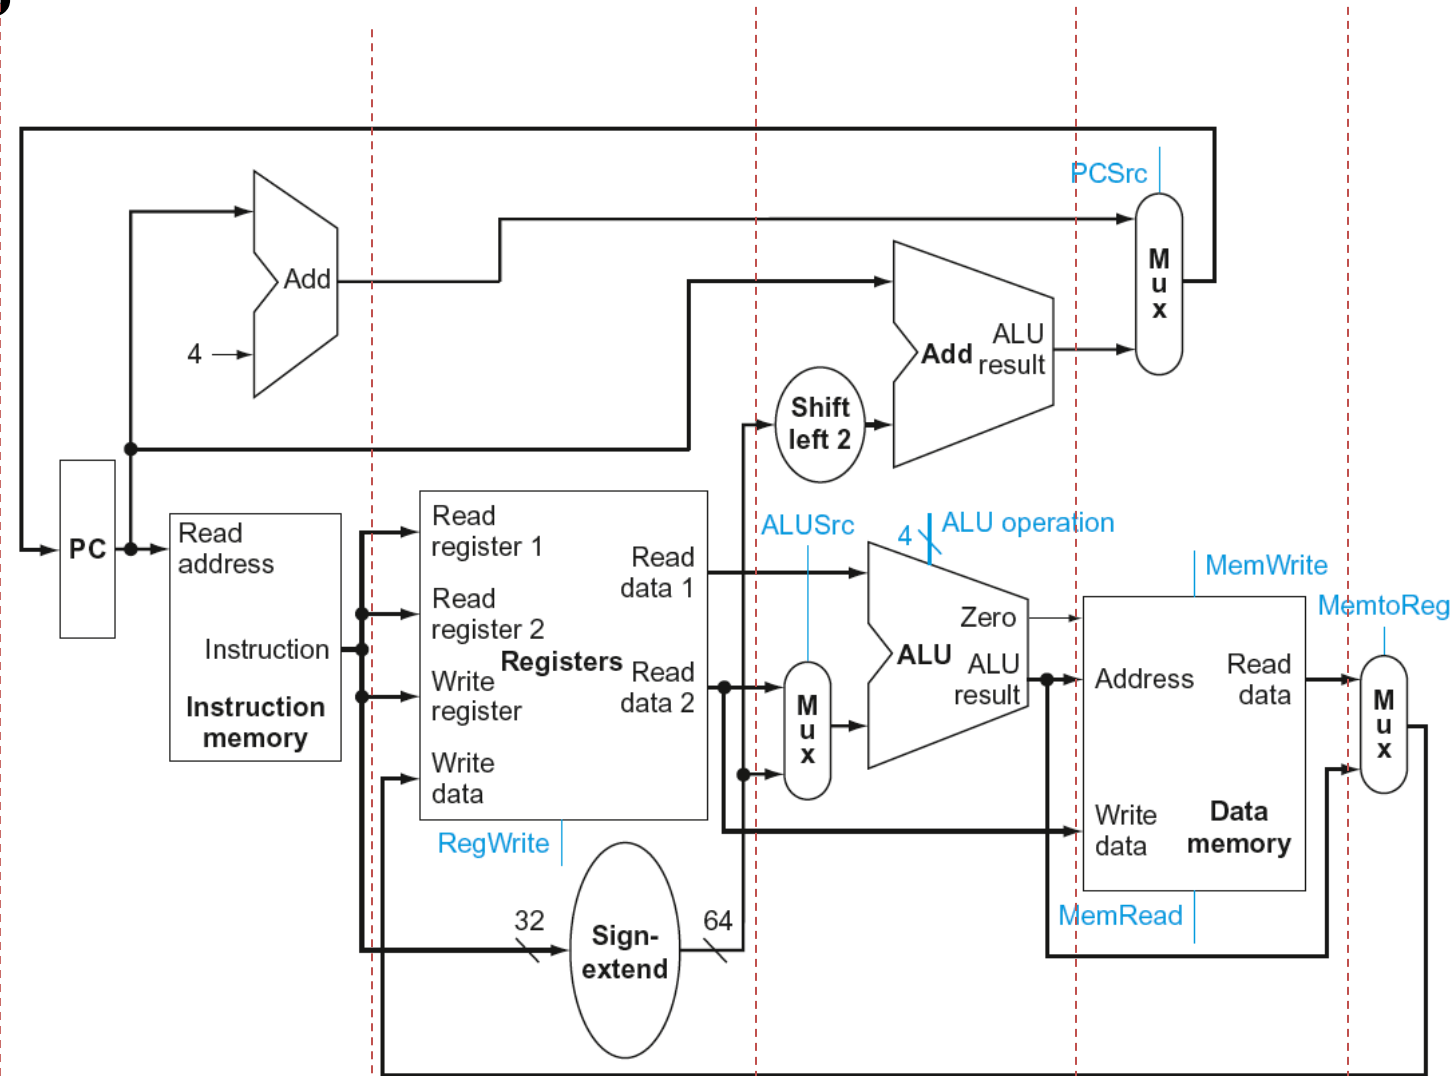 PCSrc
M
u
x
Add
4
ALU
result
Add
Shift
left 2
PC
Read
address
Instruction
Instruction
memory
Read
register 1
Read
register 2
Write
register
Write
data
Registers
Read
data 1
Read
data 2
RegWrite
32
Sign-
extend
64
ALUSrc
M
u
x
4
ALU operation
Zero
ALU
ALU
result
MemWrite
Address
Read
data
Write
data
Data
memory
MemRead
MemtoReg
M
u
x